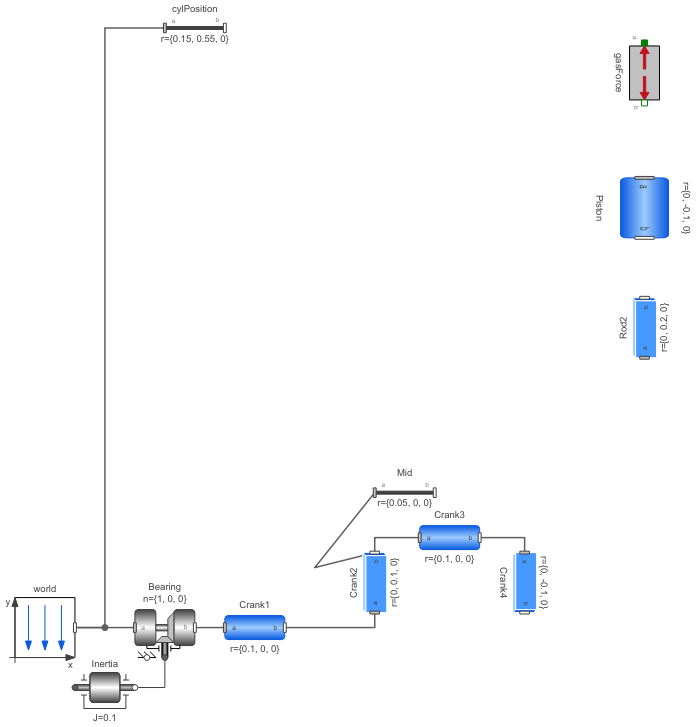 cylPosition
a b
r={0.15, 0.55, 0}
a
gasForce
b
Piston
a
b
r={0, -0.1, 0}
Rod2
b
a
r={0, 0.2, 0}
Mid
a b
r={0.05, 0, 0}
Crank3
a b
r={0.1, 0, 0}
Crank2
b
a
r={0, 0.1, 0}
Crank4
a
b
r={0, -0.1, 0}
world
y
x
Bearing
n={1, 0, 0}
a b
Crank1
a b
r={0.1, 0, 0}
Inertia
J=0.1